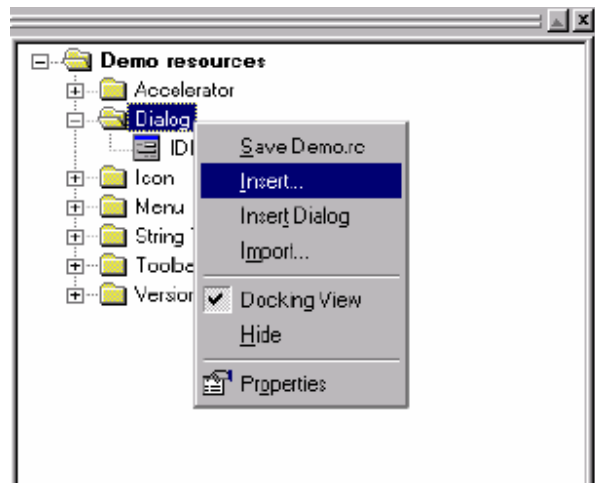 Demo resources
Accelerator
Dialog
IDI
Icon
Menu
String
Toolba
Version
Save Demo.rc
Insert...
Insert Dialog
Import...
Docking View
Hide
Properties